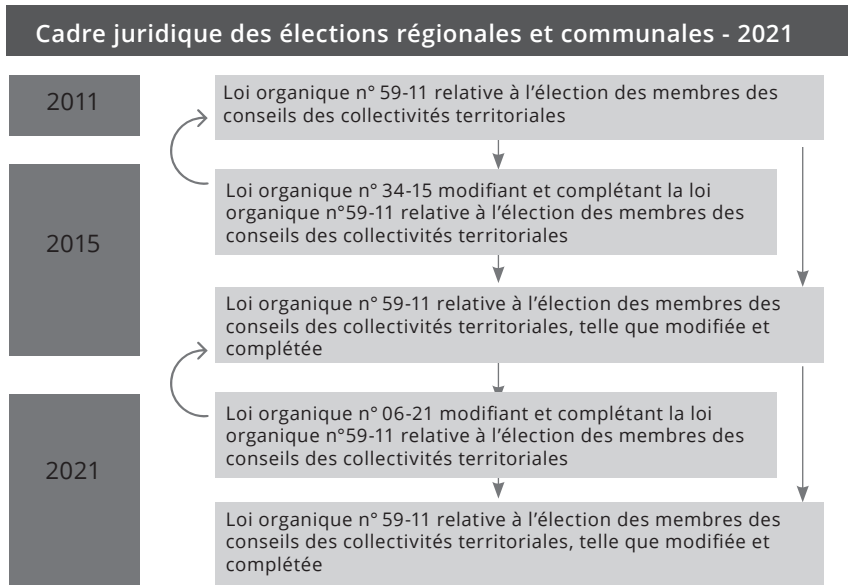 Cadre juridique des élections régionales et communales - 2021
2011
Loi organique n° 59-11 relative à l’élection des membres des
conseils des collectivités territoriales
2015
Loi organique n° 34-15 modifiant et complétant la loi
organique n°59-11 relative à l’élection des membres des
conseils des collectivités territoriales
Loi organique n° 59-11 relative à l’élection des membres des
conseils des collectivités territoriales, telle que modifiée et
complétée
2021
Loi organique n° 06-21 modifiant et complétant la loi
organique n°59-11 relative à l’élection des membres des
conseils des collectivités territoriales
Loi organique n° 59-11 relative à l’élection des membres des
conseils des collectivités territoriales, telle que modifiée et
complétée